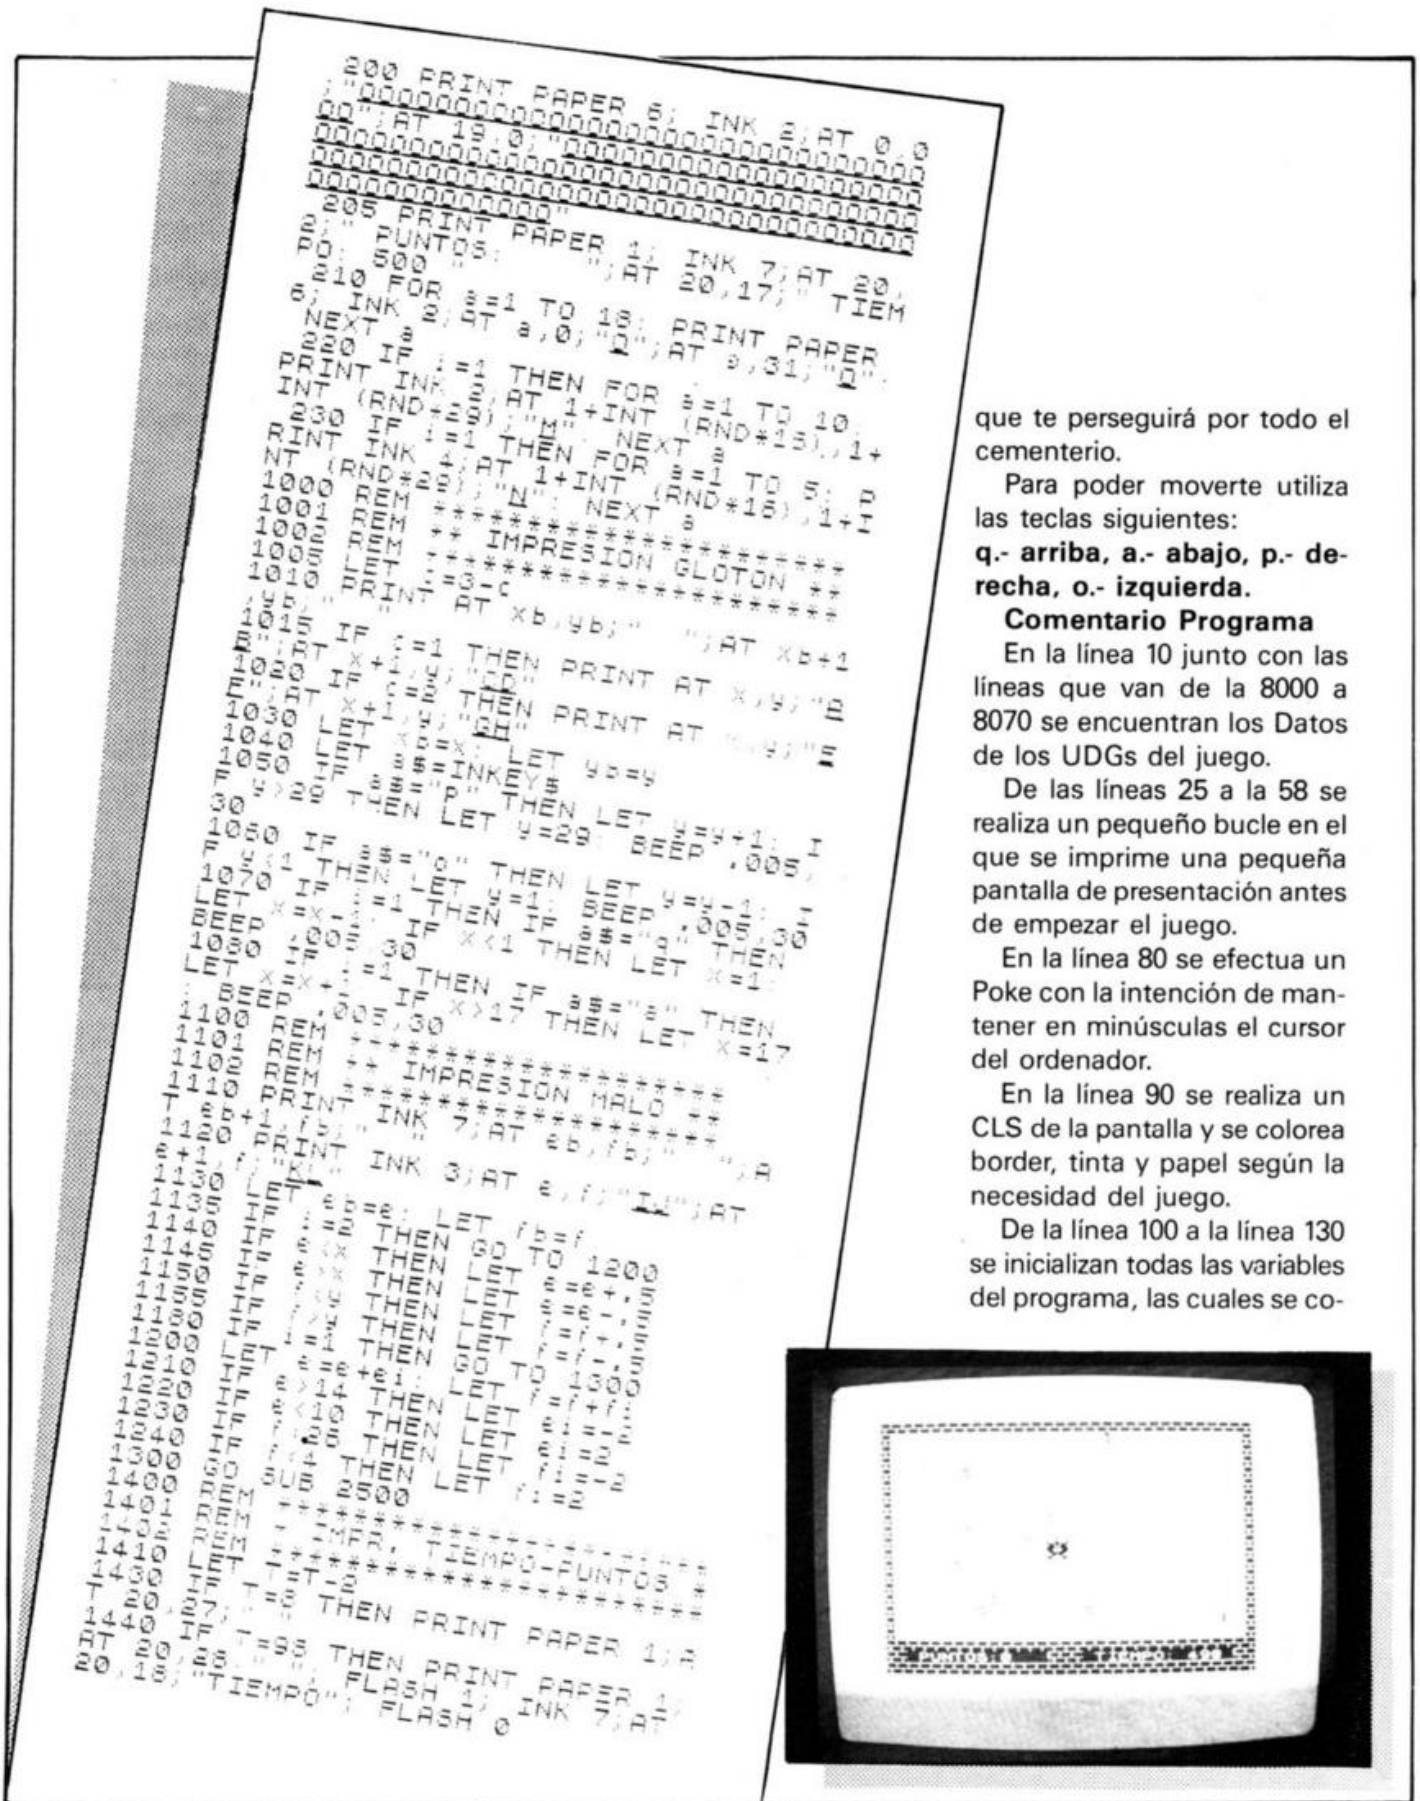 200 PRINT PAPER 6; INK 2;AT 0,0
;"OOOOOOOOOOOOOOOOOOOOOOOOOOOOOO
OO";AT 19,0;"OOOOOOOOOOOOOOOOOOO
OOOOOOOOOOOOOOOOOOOOOOOOOOOOOOOO
OOOOOOOOOOOOOOOOOOOOOOOOOOOOOOOO
OOOOOOOOOOOOO"
205 PRINT PAPER 1; INK 7;AT 20,
2;" PUNTOS:      ";AT 20,17;" TIEM
PO: 500 "
210 FOR a=1 TO 18: PRINT PAPER
6; INK 2;AT a,0;"O";AT a,31;"O":
NEXT a
220 IF i=1 THEN FOR a=1 TO 10:
PRINT INK 2;AT 1+INT (RND*15),1+
INT (RND*29);"M": NEXT a
230 IF i=1 THEN FOR a=1 TO 5: P
RINT INK 4;AT 1+INT (RND*16),1+I
NT (RND*29);"N": NEXT a
1000 REM *********************
1001 REM ** IMPRESION GLOTON **
1002 REM *********************
1005 LET c=3-c
1010 PRINT AT xb,yb;"  ";AT xb+1
,yb;"  "
1015 IF c=1 THEN PRINT AT x,y;"A
B";AT x+1,y;"CD"
1020 IF c=2 THEN PRINT AT x,y;"E
F";AT x+1,y;"GH"
1030 LET xb=x: LET yb=y
1040 LET a$=INKEY$
1050 IF a$="p" THEN LET y=y+1: I
F y>29 THEN LET y=29: BEEP .005,
30
1060 IF a$="o" THEN LET y=y-1: I
F y<1 THEN LET y=1: BEEP .005,30
1070 IF i=1 THEN IF a$="q" THEN
LET x=x-1: IF x<1 THEN LET x=1:
BEEP .005,30
1080 IF i=1 THEN IF a$="a" THEN
LET x=x+1: IF x>17 THEN LET x=17
: BEEP .005,30
1100 REM *******************
1101 REM ** IMPRESION MALO **
1102 REM *******************
1110 PRINT INK 7;AT eb,fb;"  ";A
T eb+1,fb;"  "
1120 PRINT INK 3;AT e,f;"IJ";AT
e+1,f;"KL"
1130 LET eb=e: LET fb=f
1135 IF i=2 THEN GO TO 1200
1140 IF e<x THEN LET e=e+.5
1145 IF e>x THEN LET e=e-.5
1150 IF f<y THEN LET f=f+.5
1155 IF f>y THEN LET f=f-.5
1180 IF i=1 THEN GO TO 1300
1200 LET e=e+ei: LET f=f+fi
1210 IF e>14 THEN LET ei=-2
1220 IF e<10 THEN LET ei=2
1230 IF f>25 THEN LET fi=-2
1240 IF f<4 THEN LET fi=2
1300 GO SUB 2500
1400 REM *********************
1401 REM * IMPR. TIEMPO-PUNTOS *
1402 REM *********************
1410 LET T=T-2
1430 IF T=8 THEN PRINT PAPER 1;A
T 20,27;" "
1440 IF T=98 THEN PRINT PAPER 1;
AT 20,28;" "; FLASH 1; INK 7;AT
20,18;"TIEMPO"; FLASH 0
que te perseguirá por todo el
cementerio.
Para poder moverte utiliza
las teclas siguientes:
q.- arriba, a.- abajo, p.- de-
recha, o.- izquierda.
Comentario Programa
En la línea 10 junto con las
líneas que van de la 8000 a
8070 se encuentran los Datos
de los UDGs del juego.
De las líneas 25 a la 58 se
realiza un pequeño bucle en el
que se imprime una pequeña
pantalla de presentación antes
de empezar el juego.
En la línea 80 se efectua un
Poke con la intención de man-
tener en minúsculas el cursor
del ordenador.
En la línea 90 se realiza un
CLS de la pantalla y se colorea
border, tinta y papel según la
necesidad del juego.
De la línea 100 a la línea 130
se inicializan todas las variables
del programa, las cuales se co-
PUNTOS TIEMPO